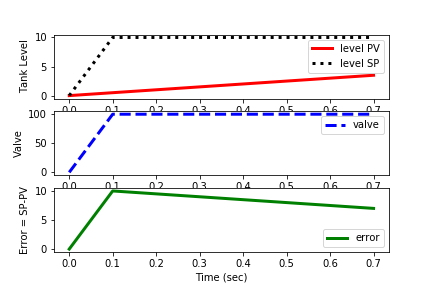 Tank Level
10
5
0
level PV
level SP
0.0 0.1 0.2 0.3 0.4 0.5 0.6 0.7
Valve
100
50
0
valve
0.0 0.1 0.2 0.3 0.4 0.5 0.6 0.7
Error = SP-PV
10
5
0
error
0.0 0.1 0.2 0.3 0.4 0.5 0.6 0.7
Time (sec)